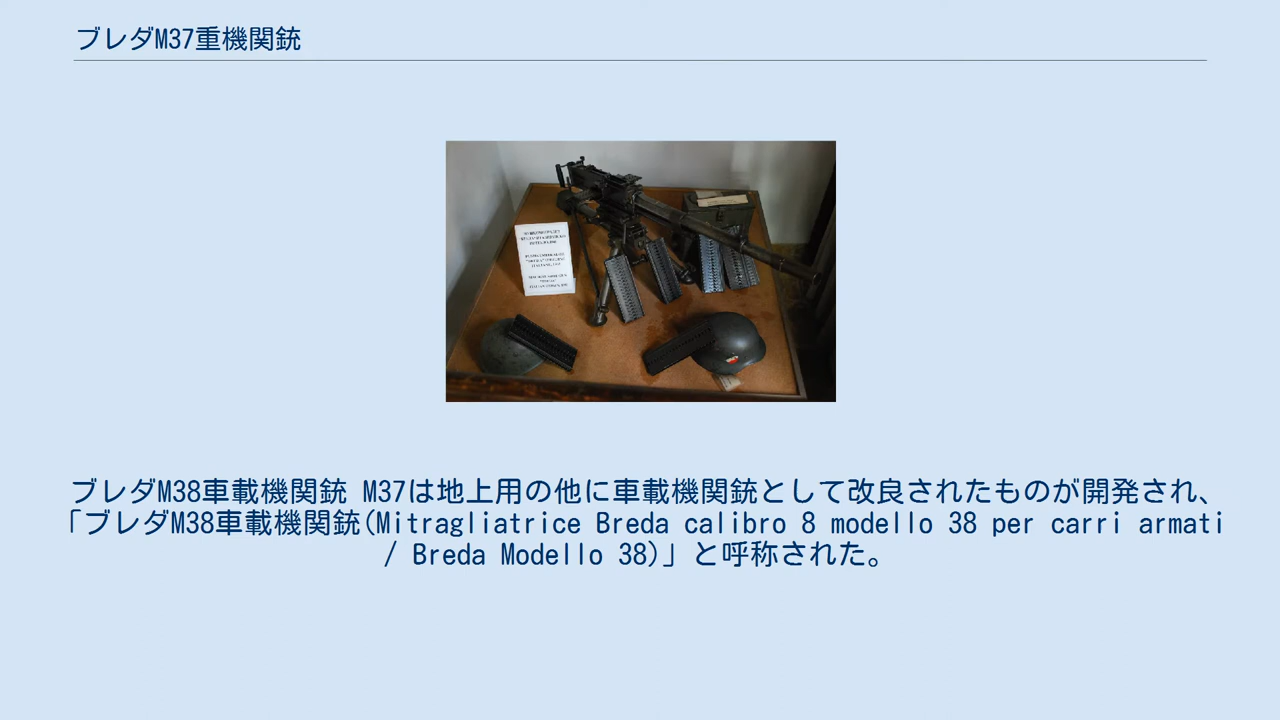 ブレダM37重機関銃
ブレダM38車載機関銃 M37は地上用の他に車載機関銃として改良されたものが開発され、
「ブレダM38車載機関銃(Mitragliatrice Breda calibro 8 modello 38 per carri armati
/ Breda Modello 38)」と呼称された。